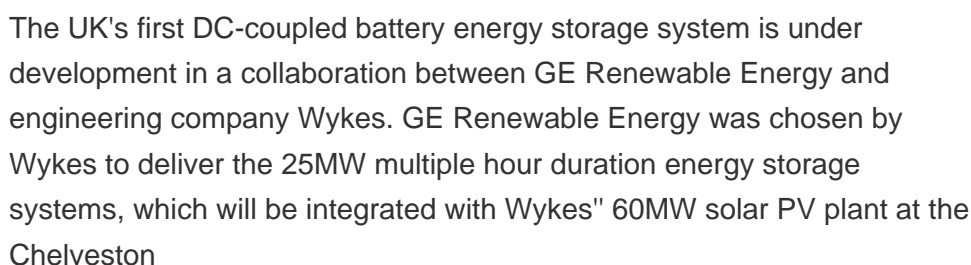 The UK's first DC-coupled battery energy storage system is under
development in a collaboration between GE Renewable Energy and
engineering company Wykes. GE Renewable Energy was chosen by
Wykes to deliver the 25MW multiple hour duration energy storage
systems, which will be integrated with Wykes'' 60MW solar PV plant at the
Chelveston